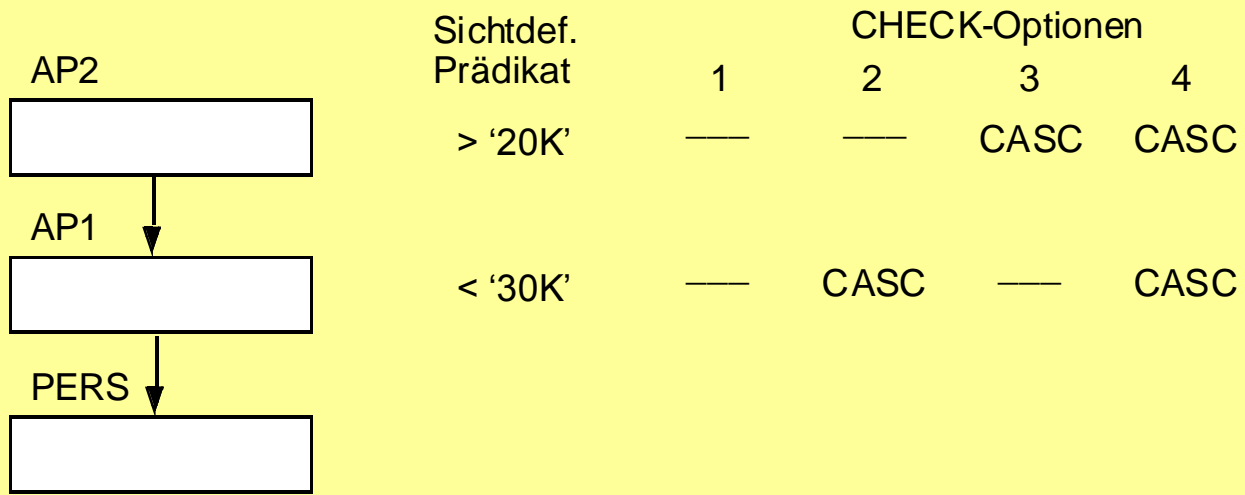 Sichtdef. CHECK-Optionen
AP2 Prädikat 1 2 3 4
> ‘20K’ — — CASC CASC
AP1
< ‘30K’ — CASC — CASC
PERS